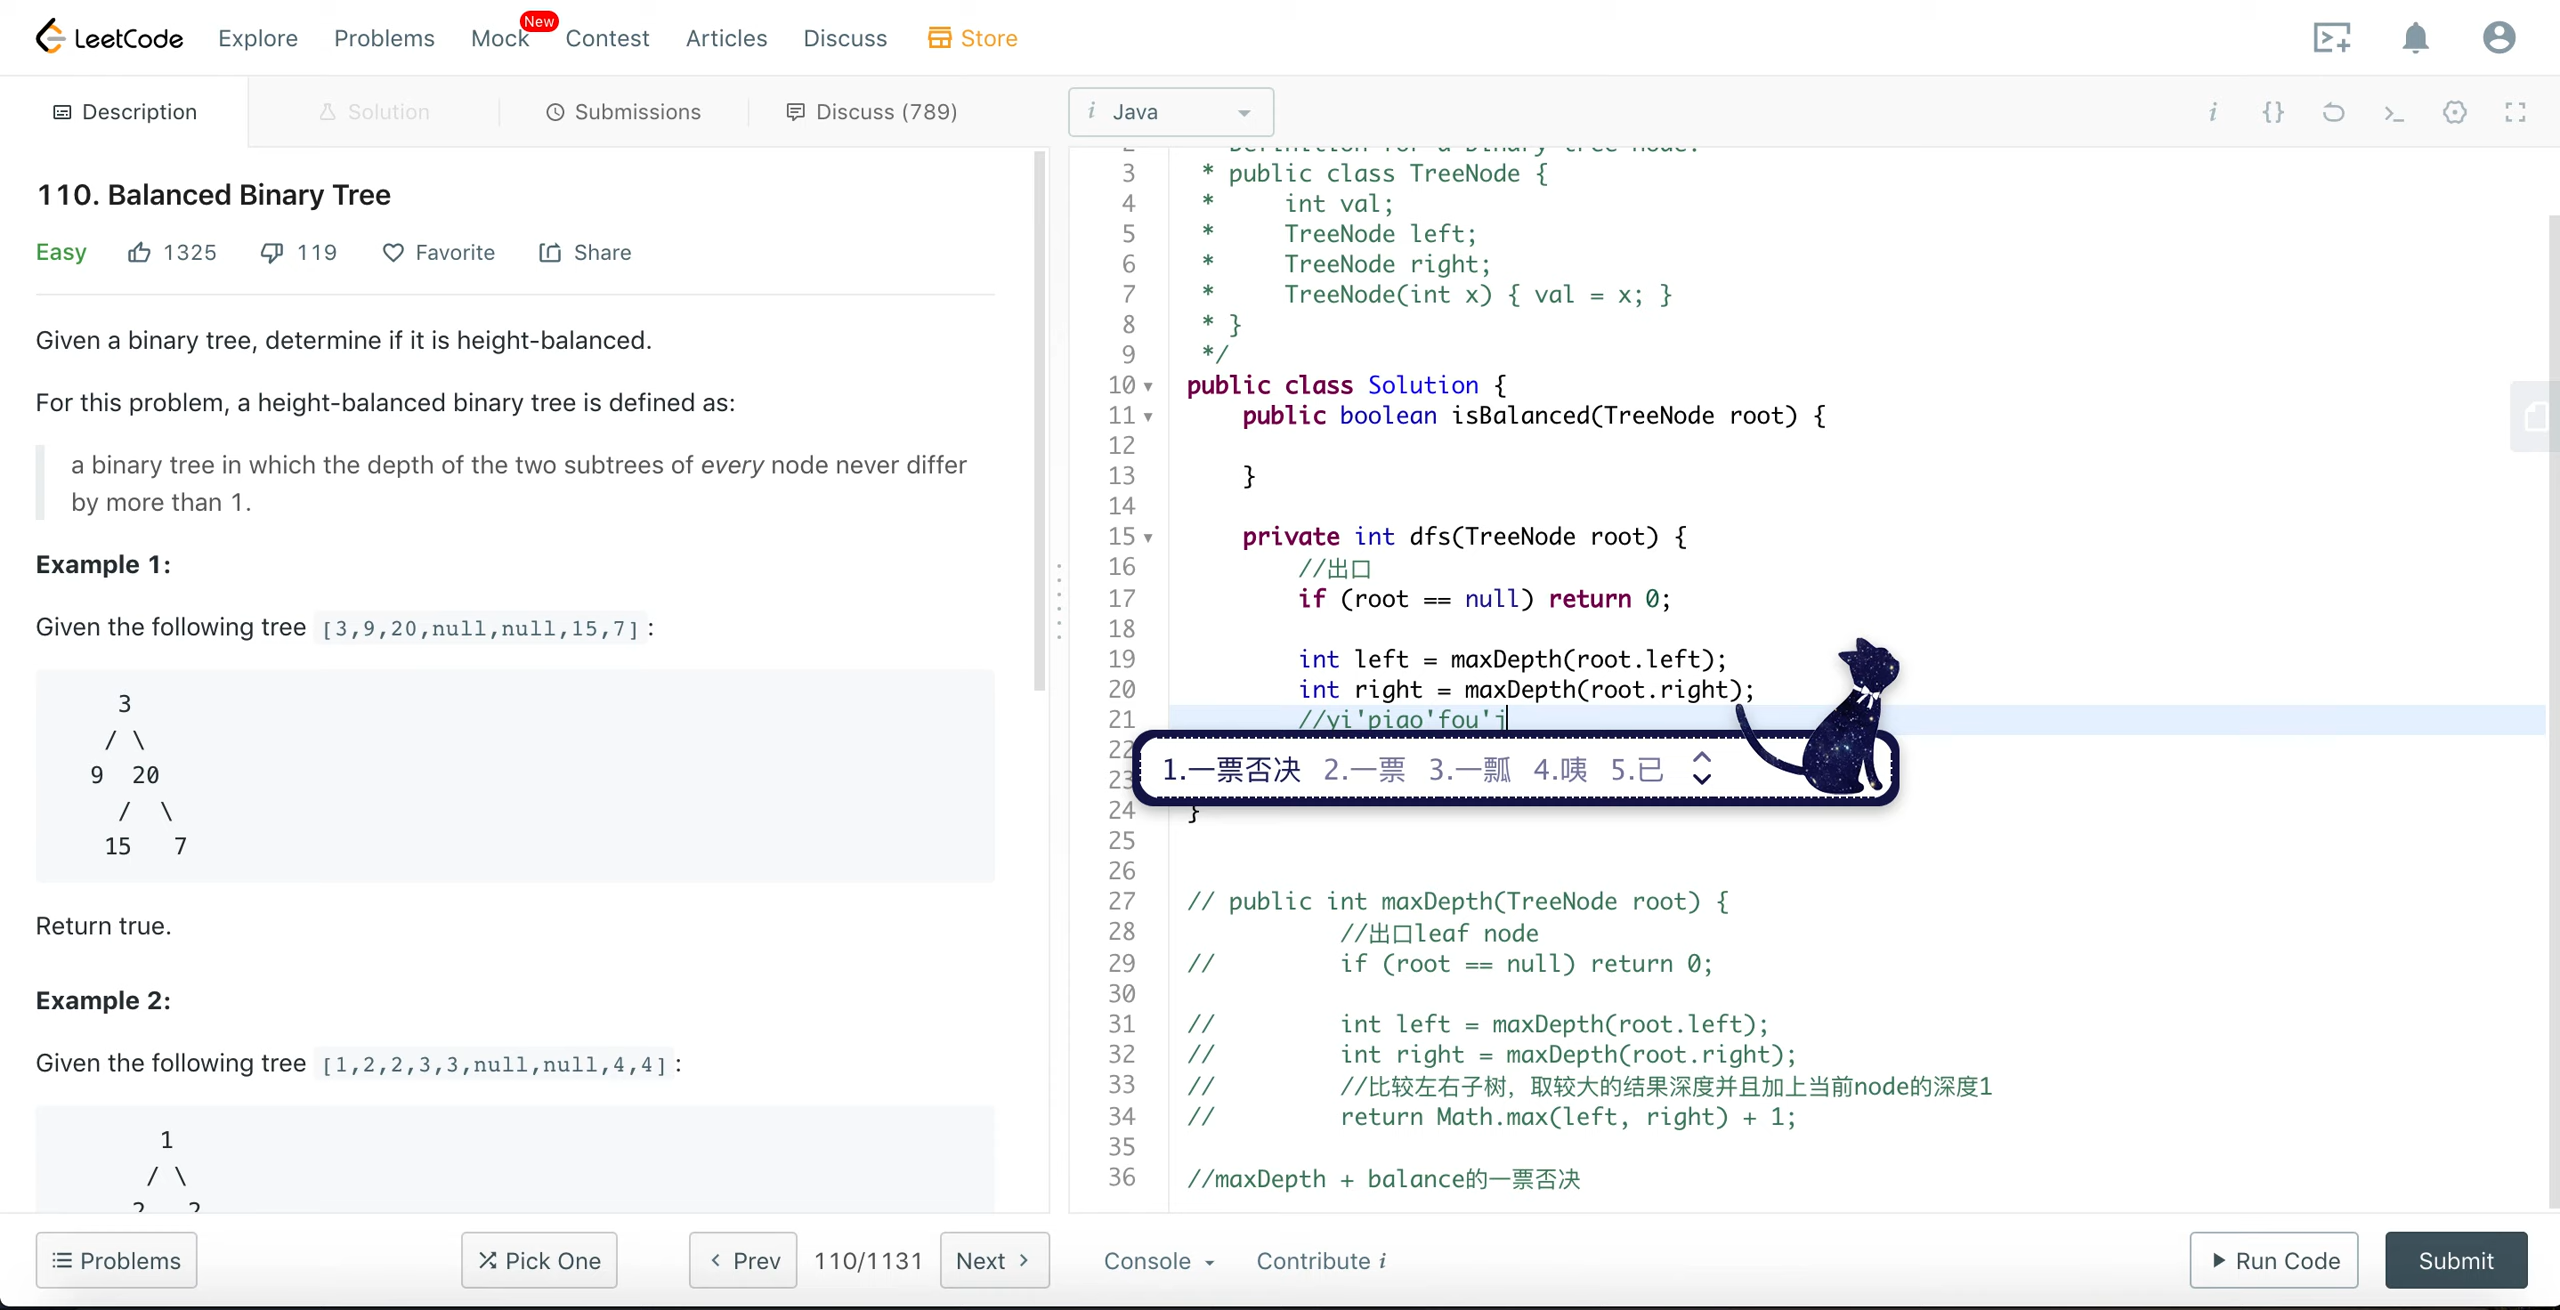 LeetCode Explore Problems Mock New Contest Articles Discuss Store
Description Solution Submissions Discuss (789)
110. Balanced Binary Tree
Easy 1325 119 Favorite Share
Given a binary tree, determine if it is height-balanced.
For this problem, a height-balanced binary tree is defined as:
a binary tree in which the depth of the two subtrees of every node never differ
by more than 1.
Example 1:
Given the following tree [3,9,20,null,null,15,7]:
3
/ \
9 20
/ \
15 7
Return true.
Example 2:
Given the following tree [1,2,2,3,3,null,null,4,4]:
1
/ \
2 2
Problems Pick One Prev 110/1131 Next
i Java
2 * Definition for a binary tree node.
3 * public class TreeNode {
4 * int val;
5 * TreeNode left;
6 * TreeNode right;
7 * TreeNode(int x) { val = x; }
8 * }
9 */
10 public class Solution {
11 public boolean isBalanced(TreeNode root) {
12
13 }
14
15 private int dfs(TreeNode root) {
16 //出口
17 if (root == null) return 0;
18
19 int left = maxDepth(root.left);
20 int right = maxDepth(root.right);
21 //yi'piao'fou'j
22
1.一票否决 2.一票 3.一瓢 4.咦 5.已
23
24 }
25
26
27 // public int maxDepth(TreeNode root) {
28 //出口leaf node
29 // if (root == null) return 0;
30
31 // int left = maxDepth(root.left);
32 // int right = maxDepth(root.right);
33 // //比较左右子树，取较大的结果深度并且加上当前node的深度1
34 // return Math.max(left, right) + 1;
35
36 //maxDepth + balance的一票否决
Console Contribute i Run Code Submit